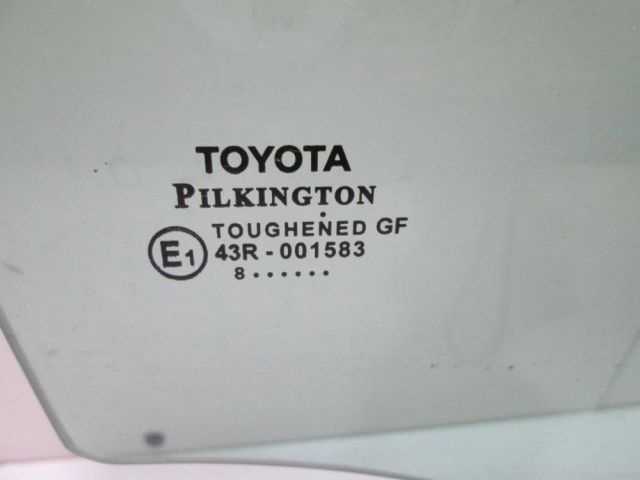 TOYOTA
PILKINGTON
TOUGHENED GF
E1 43R-001583
8......